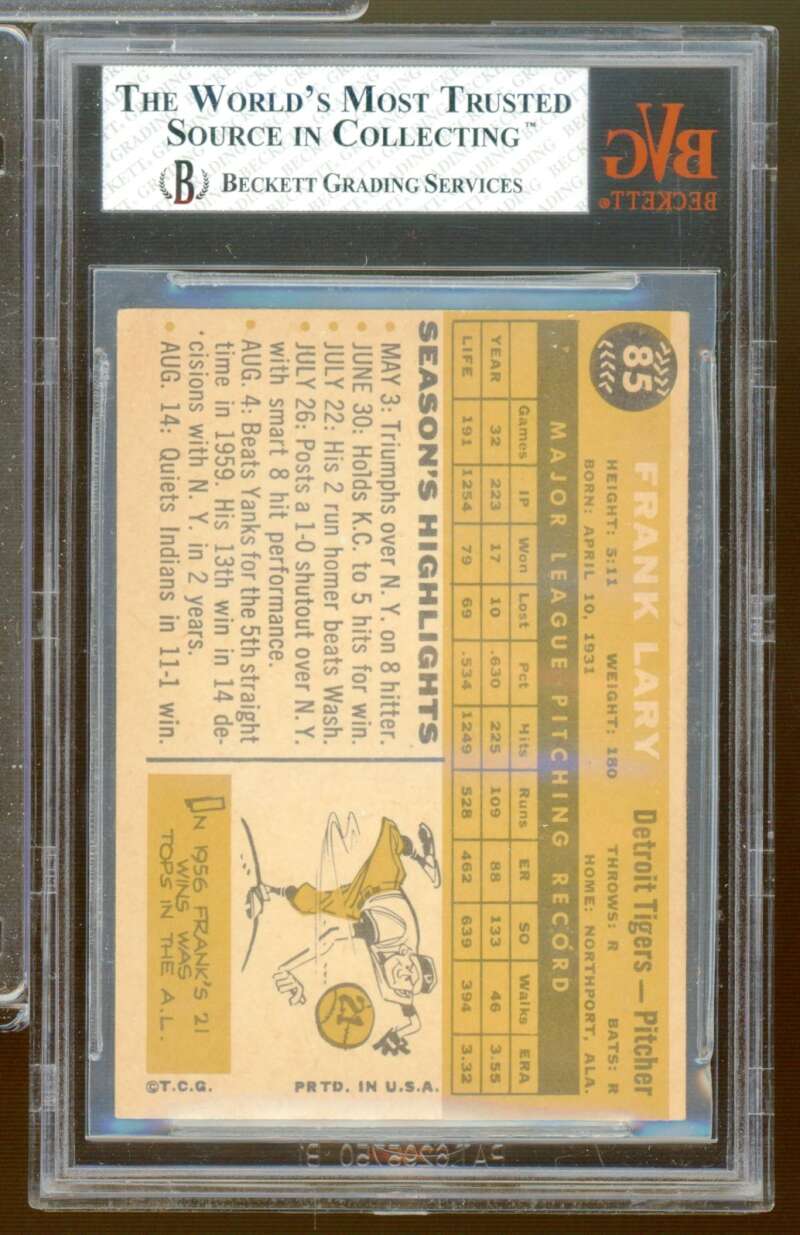 THE WORLD'S MOST TRUSTED
SOURCE IN COLLECTING™
B BECKETT GRADING SERVICES
BVG
BECKETT®
85
FRANK LARY Detroit Tigers — Pitcher
HEIGHT: 5:11 WEIGHT: 180 THROWS: R BATS: R
BORN: APRIL 10, 1931 HOME: NORTHPORT, ALA.
MAJOR LEAGUE PITCHING RECORD
Games IP Won Lost Pct Hits Runs ER SO Walks ERA
YEAR 32 223 17 10 .630 225 109 88 133 46 3.55
LIFE 191 1254 79 69 .534 1249 528 462 639 394 3.32
SEASON'S HIGHLIGHTS
• MAY 3: Triumphs over N. Y. on 8 hitter.
• JUNE 30: Holds K.C. to 5 hits for win.
• JULY 22: His 2 run homer beats Wash.
• JULY 26: Posts a 1-0 shutout over N. Y.
with smart 8 hit performance.
• AUG. 4: Beats Yanks for the 5th straight
time in 1959. His 13th win in 14 de-
cisions with N. Y. in 2 years.
• AUG. 14: Quiets Indians in 11-1 win.
21
IN 1956 FRANK'S 21
WINS WAS
TOPS IN THE A.L.
©T.C.G. PRTD. IN U.S.A.